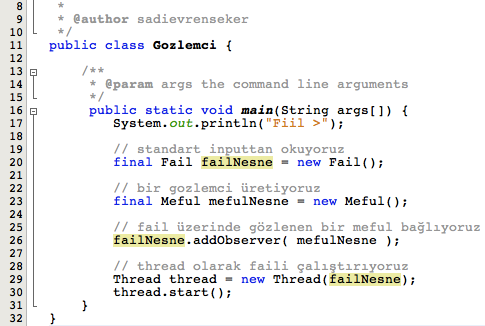 8 *
9 * @author sadievrenseker
10 */
11 public class Gozlemci {
12
13 /**
14 * @param args the command line arguments
15 */
16 public static void main(String args[]) {
17 System.out.println("Fiil >");
18
19 // standart inputtan okuyoruz
20 final Fail failNesne = new Fail();
21
22 // bir gozlemci üretiyoruz
23 final Meful mefulNesne = new Meful();
24
25 // fail üzerinde gözlenen bir meful bağlıyoruz
26 failNesne.addObserver( mefulNesne );
27
28 // thread olarak faili çalıştırıyoruz
29 Thread thread = new Thread(failNesne);
30 thread.start();
31 }
32 }